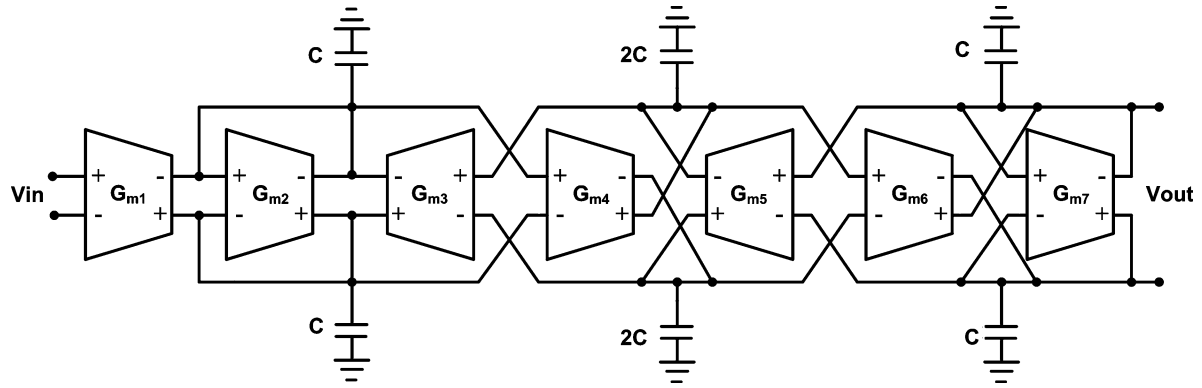 C
2C
C
Vin
+
-
Gm1
-
+
+
-
Gm2
-
+
-
+
Gm3
+
-
+
-
Gm4
-
+
-
+
Gm5
+
-
+
-
Gm6
-
+
+
-
Gm7
-
+
Vout
C
2C
C